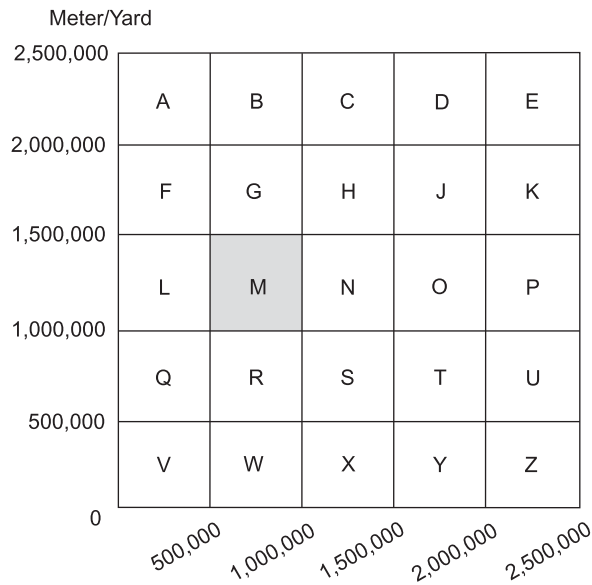 Meter/Yard
2,500,000
A B C D E
2,000,000
F G H J K
1,500,000
L M N O P
1,000,000
Q R S T U
500,000
V W X Y Z
0
500,000 1,000,000 1,500,000 2,000,000 2,500,000